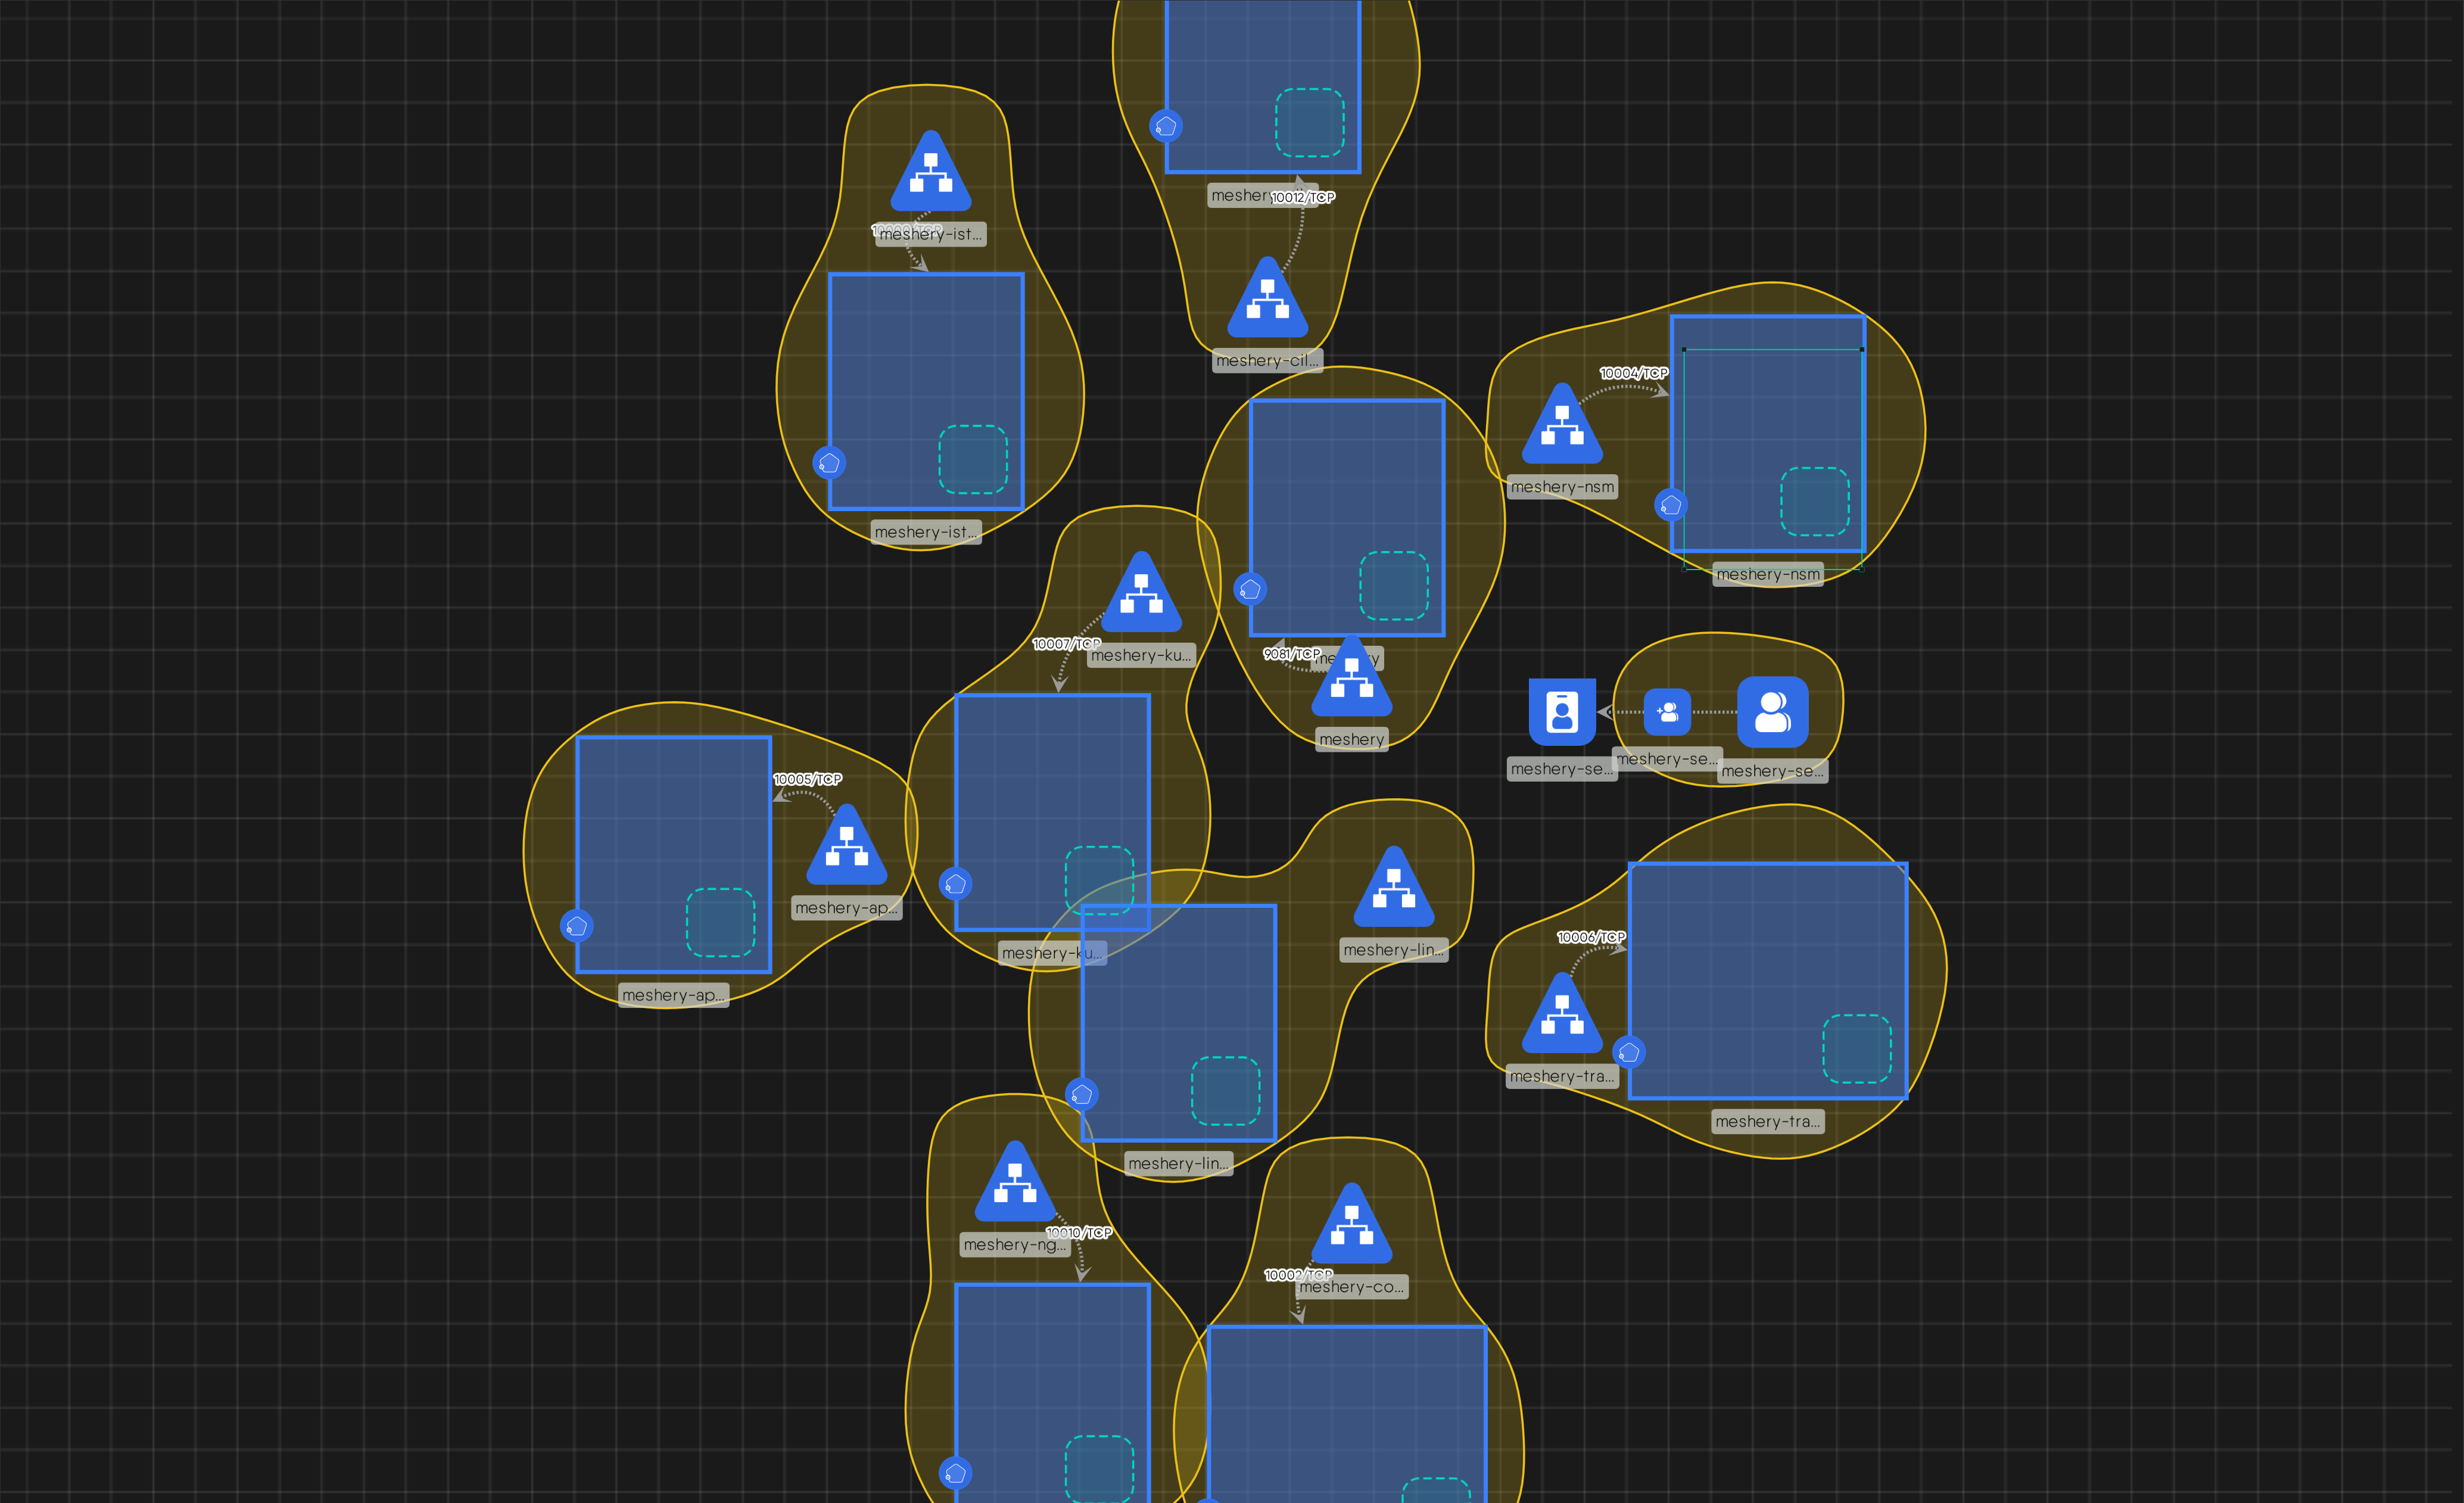 10012/TCP
meshery-ist...
meshery-cil...
10004/TCP
meshery-nsm
meshery-ist...
meshery-nsm
10007/TCP
meshery-ku...
9081/TCP
meshery
meshery-se...
meshery-se...
meshery-se...
10005/TCP
meshery-ap...
meshery-ku...
meshery-lin...
10006/TCP
meshery-ap...
meshery-tra...
meshery-tra...
meshery-lin...
10010/TCP
meshery-ng...
10002/TCP
meshery-co...